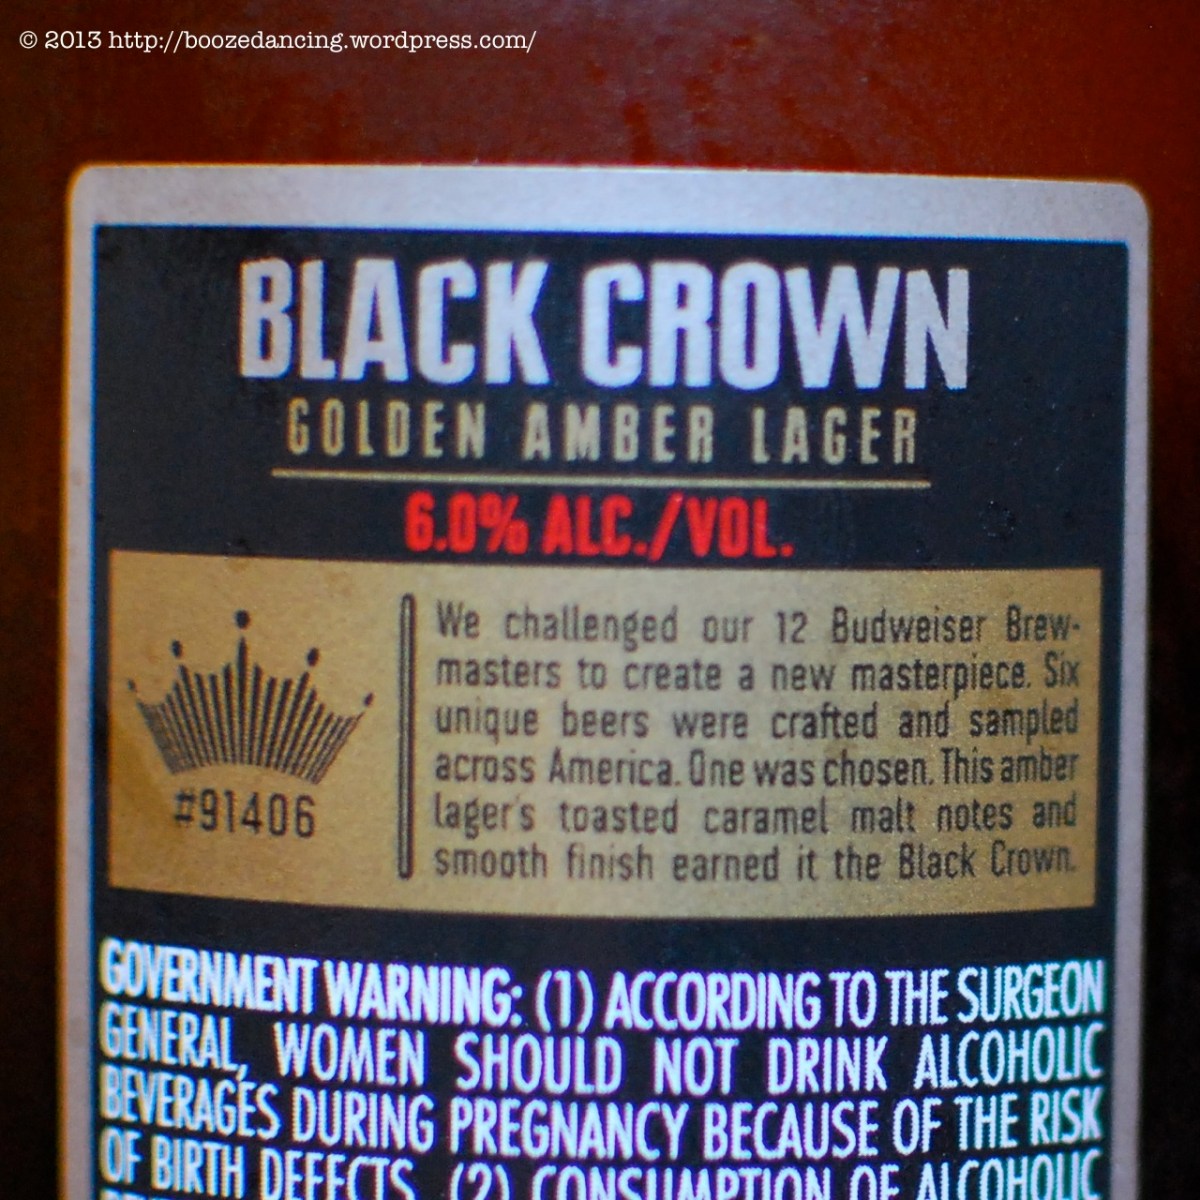 © 2013 http://boozedancing.wordpress.com/
BLACK CROWN
GOLDEN AMBER LAGER
6.0% ALC./VOL.
#91406
We challenged our 12 Budweiser Brew-
masters to create a new masterpiece. Six
unique beers were crafted and sampled
across America. One was chosen. This amber
lager's toasted caramel malt notes and
smooth finish earned it the Black Crown.
GOVERNMENT WARNING: (1) ACCORDING TO THE SURGEON
GENERAL, WOMEN SHOULD NOT DRINK ALCOHOLIC
BEVERAGES DURING PREGNANCY BECAUSE OF THE RISK
OF BIRTH DEFECTS. (2) CONSUMPTION OF ALCOHOLIC